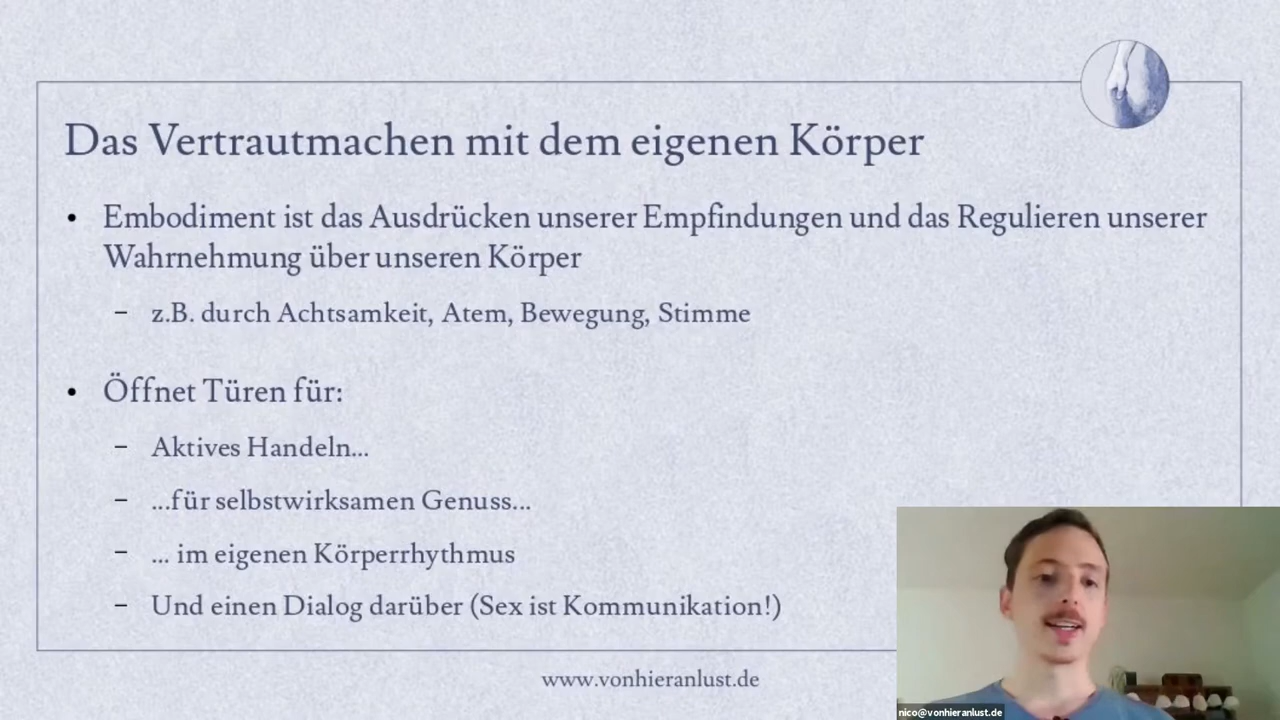 Das Vertrautmachen mit dem eigenen Körper
• Embodiment ist das Ausdrücken unserer Empfindungen und das Regulieren unserer
Wahrnehmung über unseren Körper
– z.B. durch Achtsamkeit, Atem, Bewegung, Stimme
• Öffnet Türen für:
– Aktives Handeln...
– ...für selbstwirksamen Genuss...
– ... im eigenen Körperrhythmus
– Und einen Dialog darüber (Sex ist Kommunikation!)
www.vonhieranlust.de
nico@vonhieranlust.de